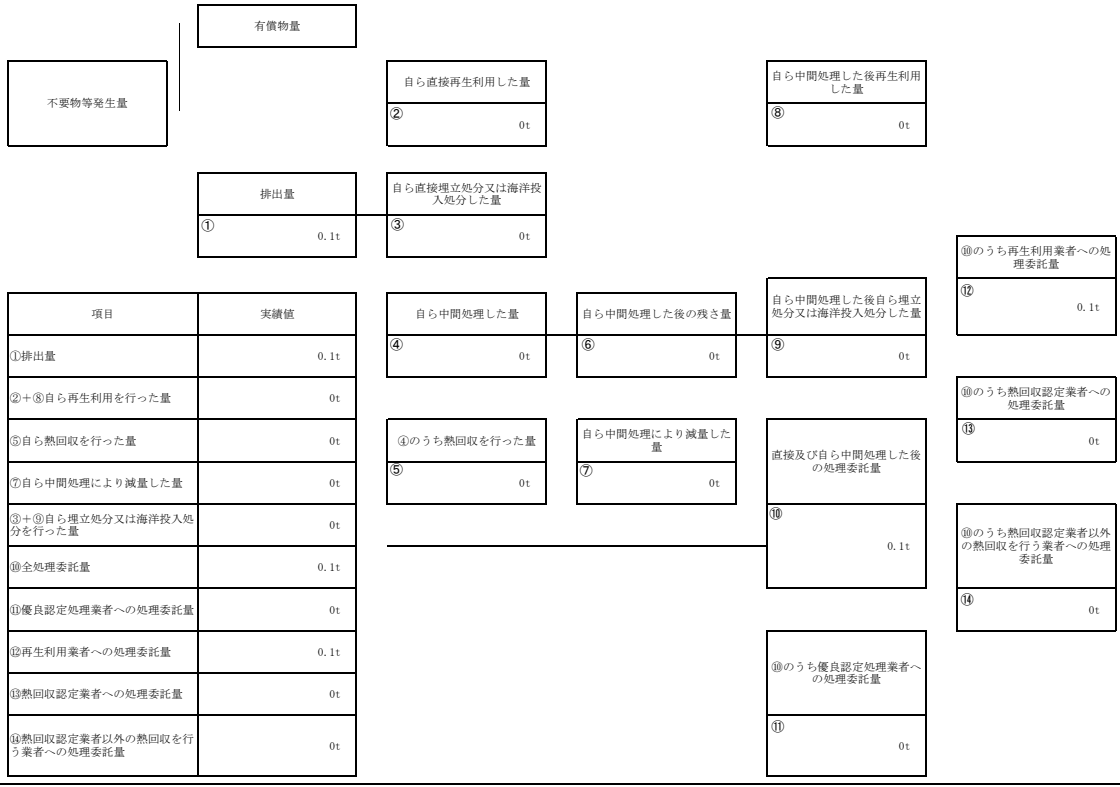 有償物量
不要物等発生量
自ら直接再生利用した量
②
0t
自ら中間処理した後再生利用
した量
⑧
0t
排出量
①
0.1t
自ら直接埋立処分又は海洋投
入処分した量
③
0t
⑩のうち再生利用業者への処
理委託量
⑫
0.1t
項目
実績値
①排出量
0.1t
②＋⑧自ら再生利用を行った量
0t
⑤自ら熱回収を行った量
0t
⑦自ら中間処理により減量した量
0t
③＋⑨自ら埋立処分又は海洋投入処
分を行った量
0t
⑩全処理委託量
0.1t
⑪優良認定処理業者への処理委託量
0t
⑫再生利用業者への処理委託量
0.1t
⑬熱回収認定業者への処理委託量
0t
⑭熱回収認定業者以外の熱回収を行
う業者への処理委託量
0t
自ら中間処理した量
④
0t
自ら中間処理した後の残さ量
⑥
0t
自ら中間処理した後自ら埋立
処分又は海洋投入処分した量
⑨
0t
⑩のうち熱回収認定業者への
処理委託量
⑬
0t
④のうち熱回収を行った量
⑤
0t
自ら中間処理により減量した
量
⑦
0t
直接及び自ら中間処理した後
の処理委託量
⑩
0.1t
⑩のうち熱回収認定業者以外
の熱回収を行う業者への処理
委託量
⑭
0t
⑩のうち優良認定処理業者へ
の処理委託量
⑪
0t